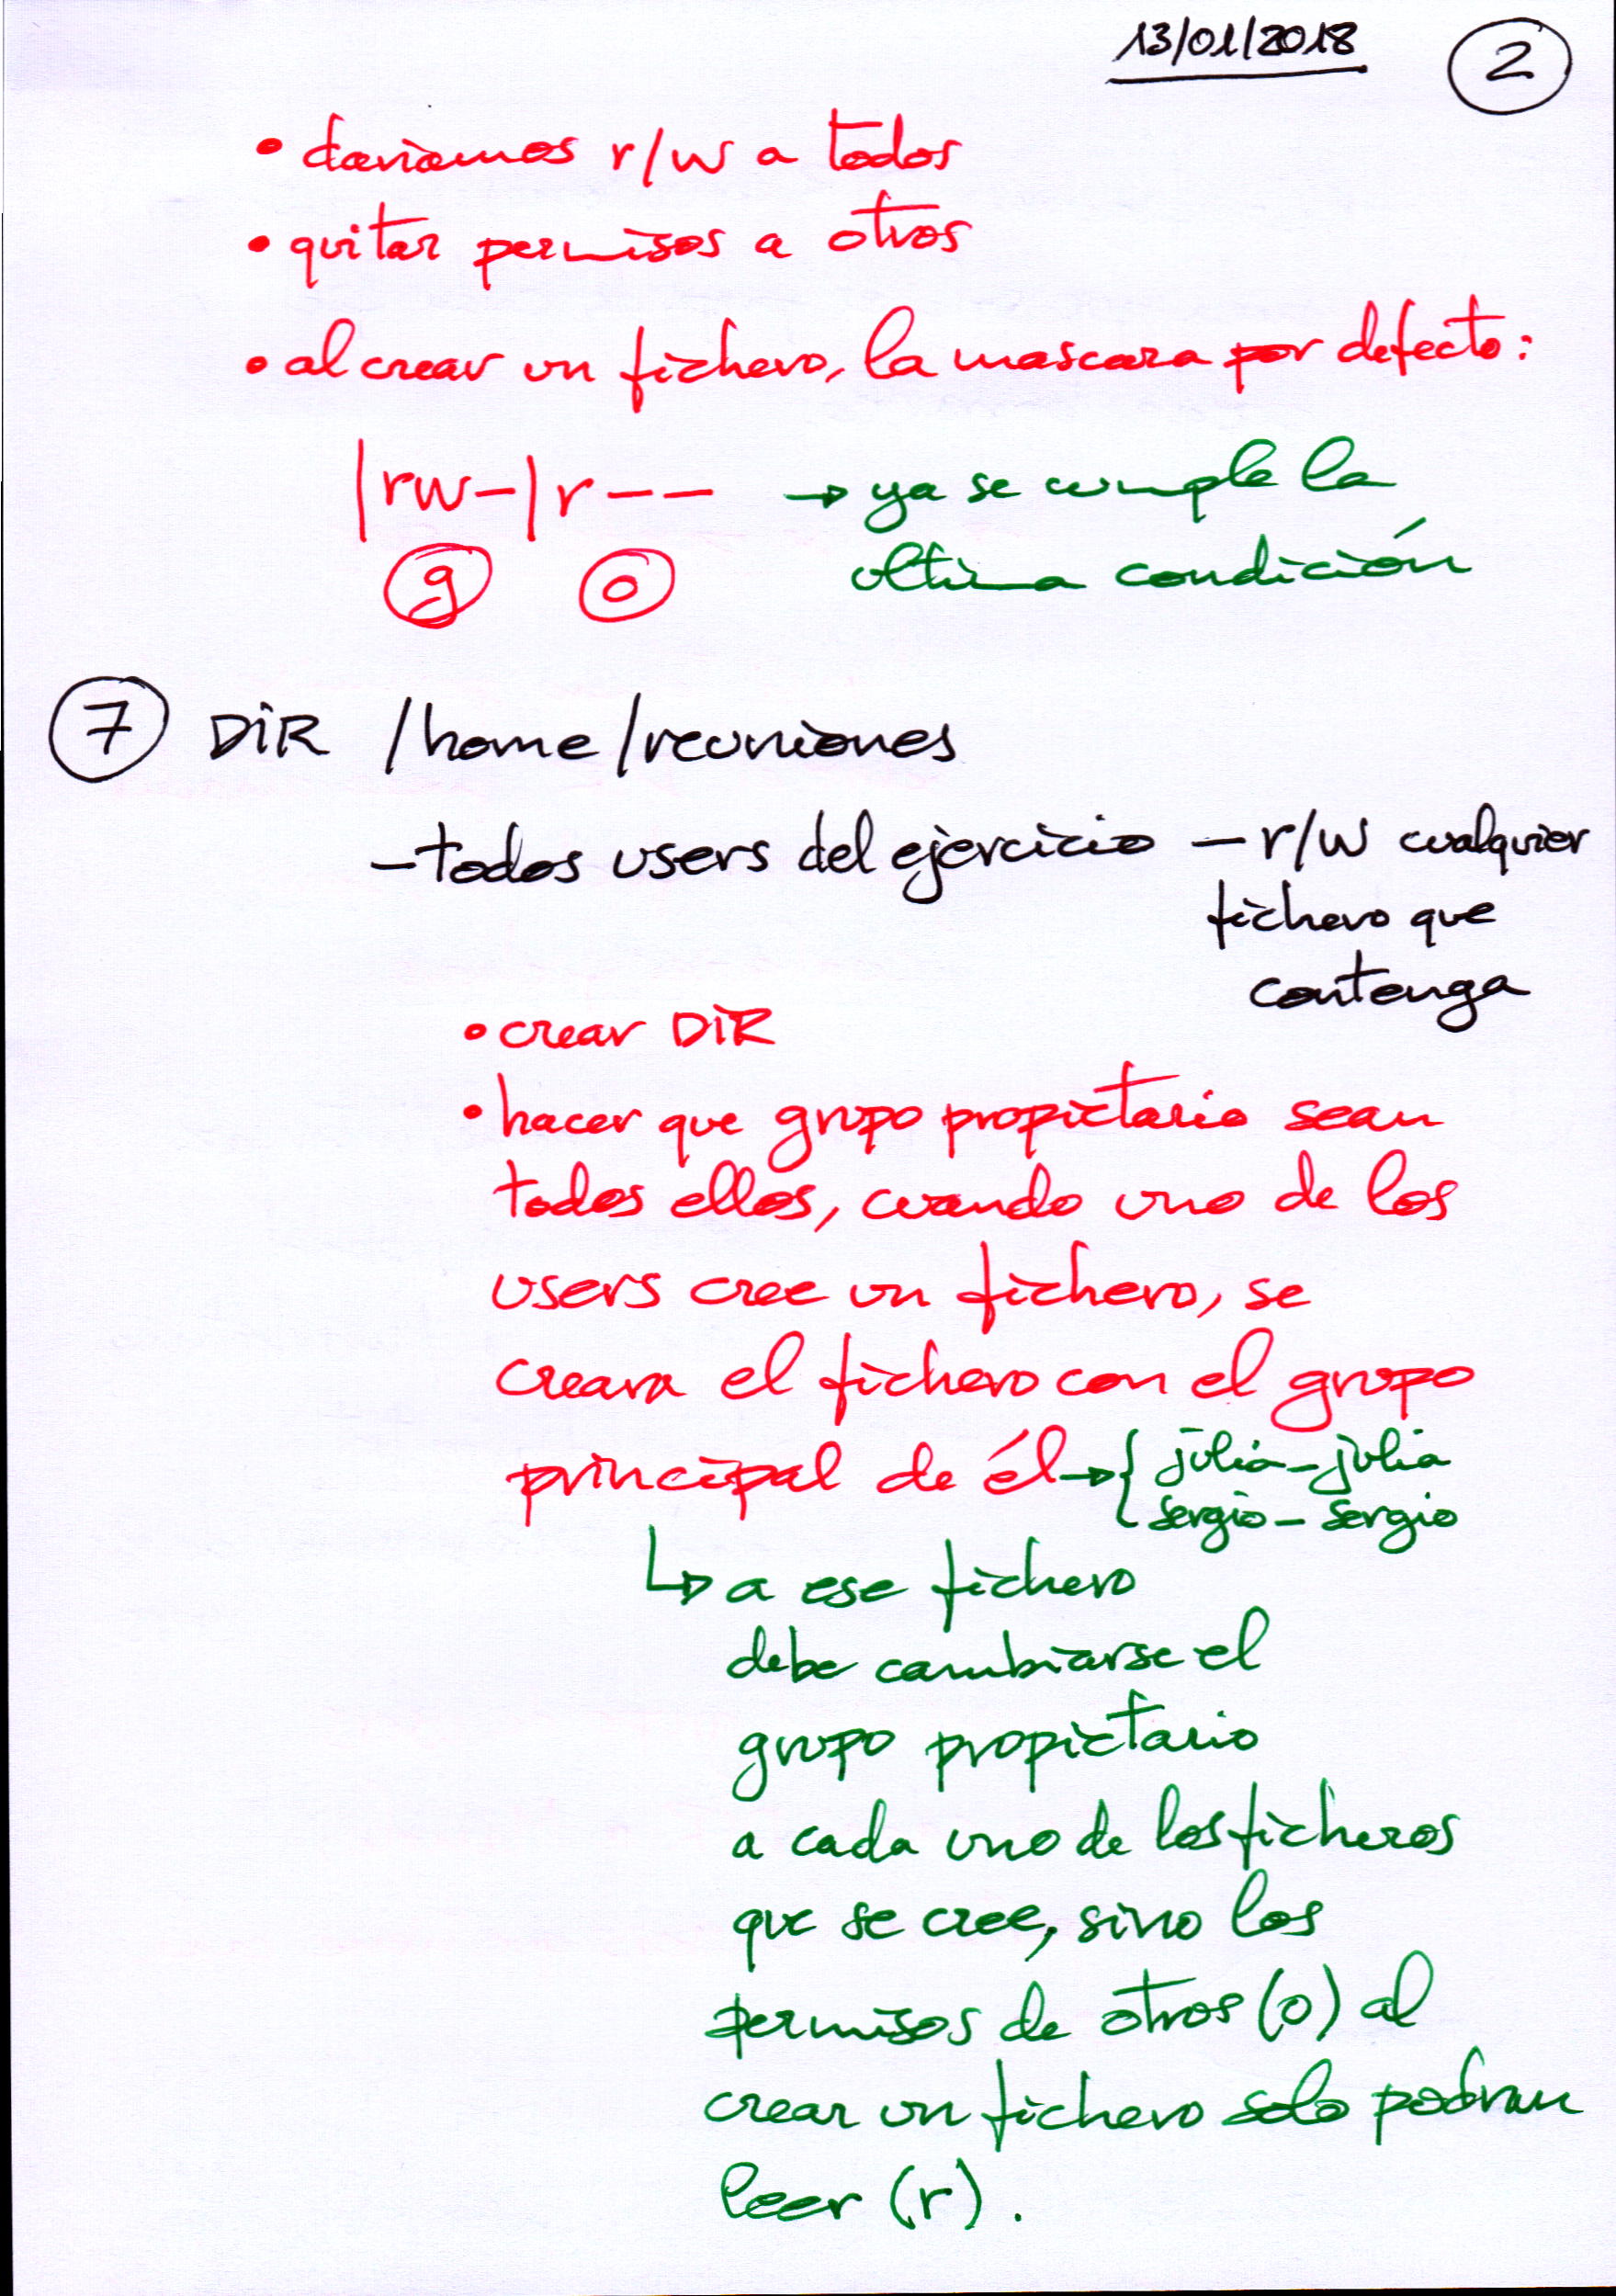 13/01/2018 2
• daríamos r/w a todos
• quitar permisos a otros
• al crear un fichero, la mascara por defecto:
|rw-|r-- → ya se cumple la
g o ultima condición
7 DIR /home/reuniones
- todos users del ejercicio - r/w cualquier
fichero que
contenga
• crear DIR
• hacer que grupo propietario sean
todos ellos, cuando uno de los
users cree un fichero, se
creara el fichero con el grupo
principal de él → { julia - julia
sergio - sergio
↳ a ese fichero
debe cambiarse el
grupo propietario
a cada uno de los ficheros
que se cree, sino los
permisos de otros (o) al
crear un fichero solo podran
leer (r).